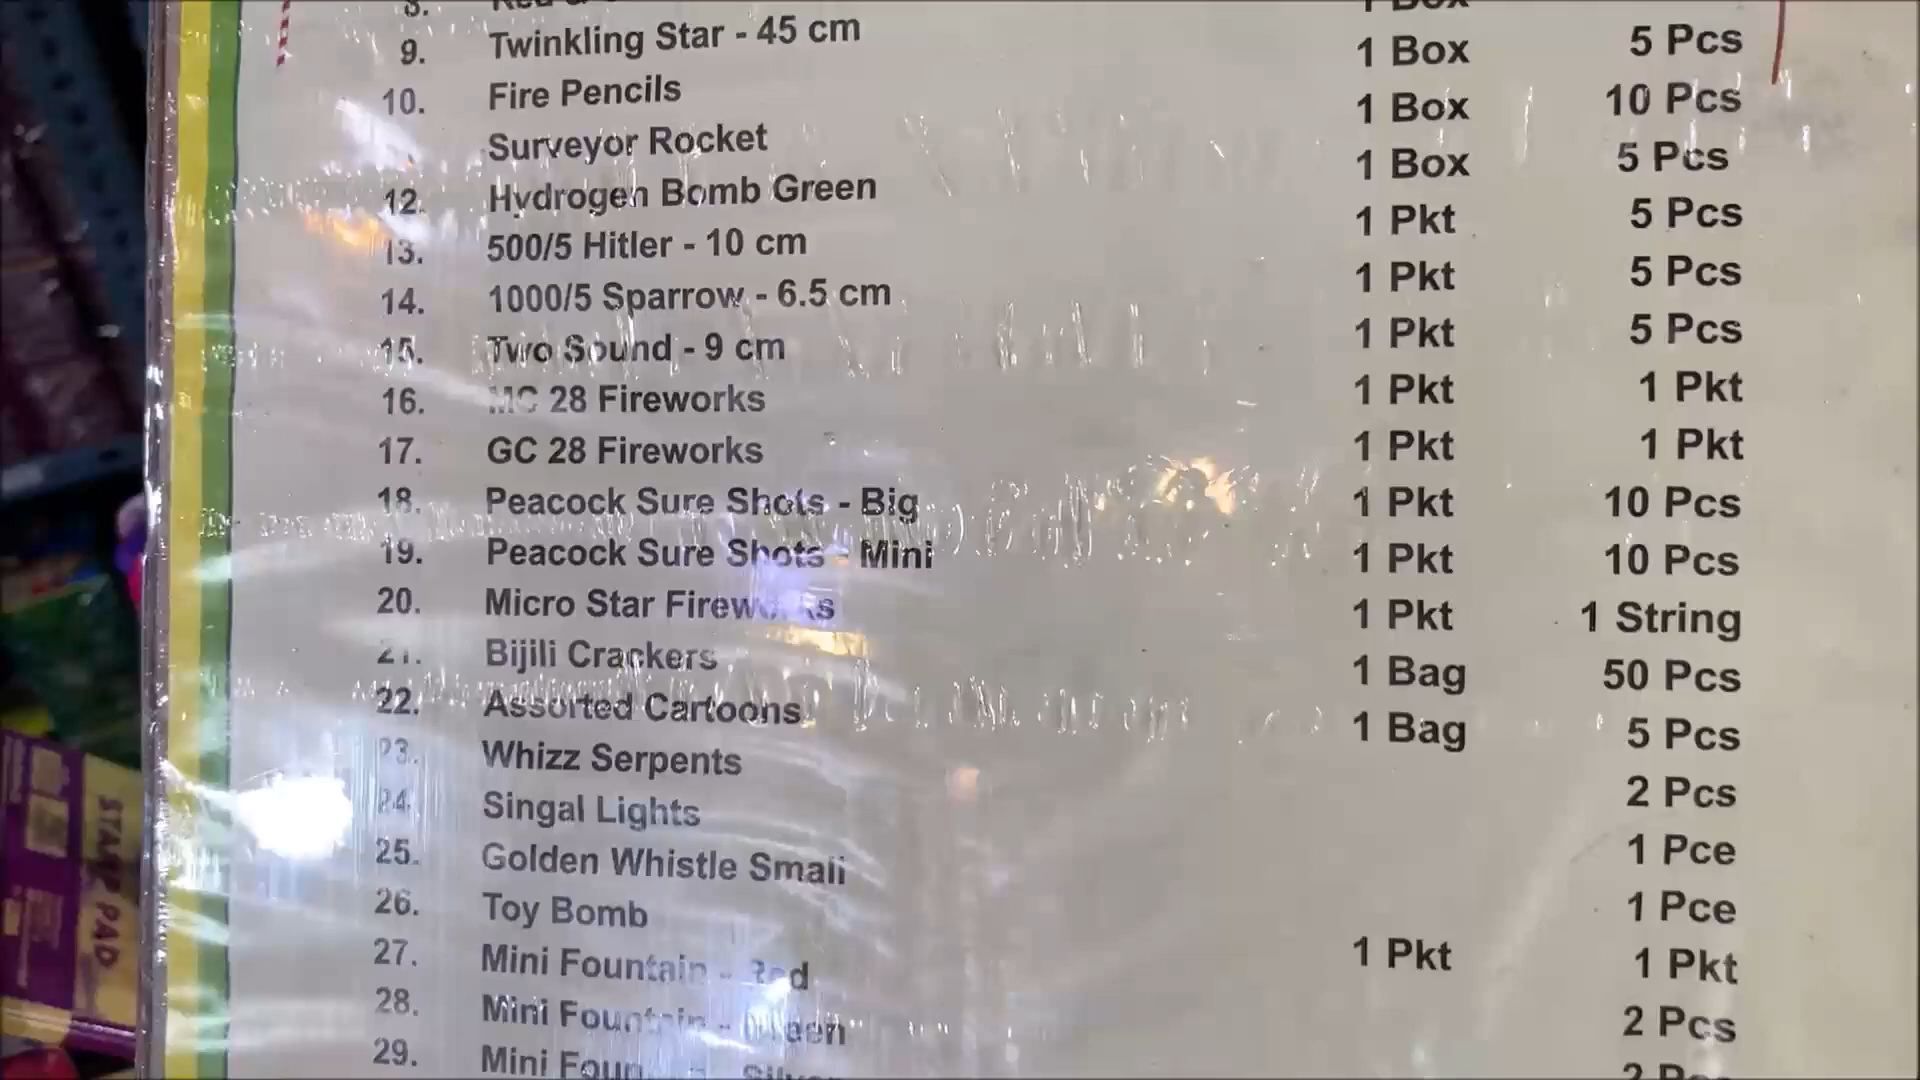 9. Twinkling Star - 45 cm 1 Box
10. Fire Pencils 1 Box 5 Pcs
Surveyor Rocket 1 Box 10 Pcs
12. Hydrogen Bomb Green 1 Box 5 Pcs
13. 500/5 Hitler - 10 cm 1 Pkt 5 Pcs
14. 1000/5 Sparrow - 6.5 cm 1 Pkt 5 Pcs
15. Two Sound - 9 cm 1 Pkt 5 Pcs
16. MC 28 Fireworks 1 Pkt 1 Pkt
17. GC 28 Fireworks 1 Pkt 1 Pkt
18. Peacock Sure Shots - Big 1 Pkt 10 Pcs
19. Peacock Sure Shots - Mini 1 Pkt 10 Pcs
20. Micro Star Fireworks 1 Pkt 1 String
21. Bijili Crackers 1 Bag 50 Pcs
22. Assorted Cartoons 1 Bag 5 Pcs
23. Whizz Serpents 2 Pcs
24. Singal Lights 1 Pce
25. Golden Whistle Small 1 Pce
26. Toy Bomb 1 Pkt 1 Pkt
27. Mini Fountain - Red 2 Pcs
28. Mini Fountain - Green
29. Mini
STAMP PAD